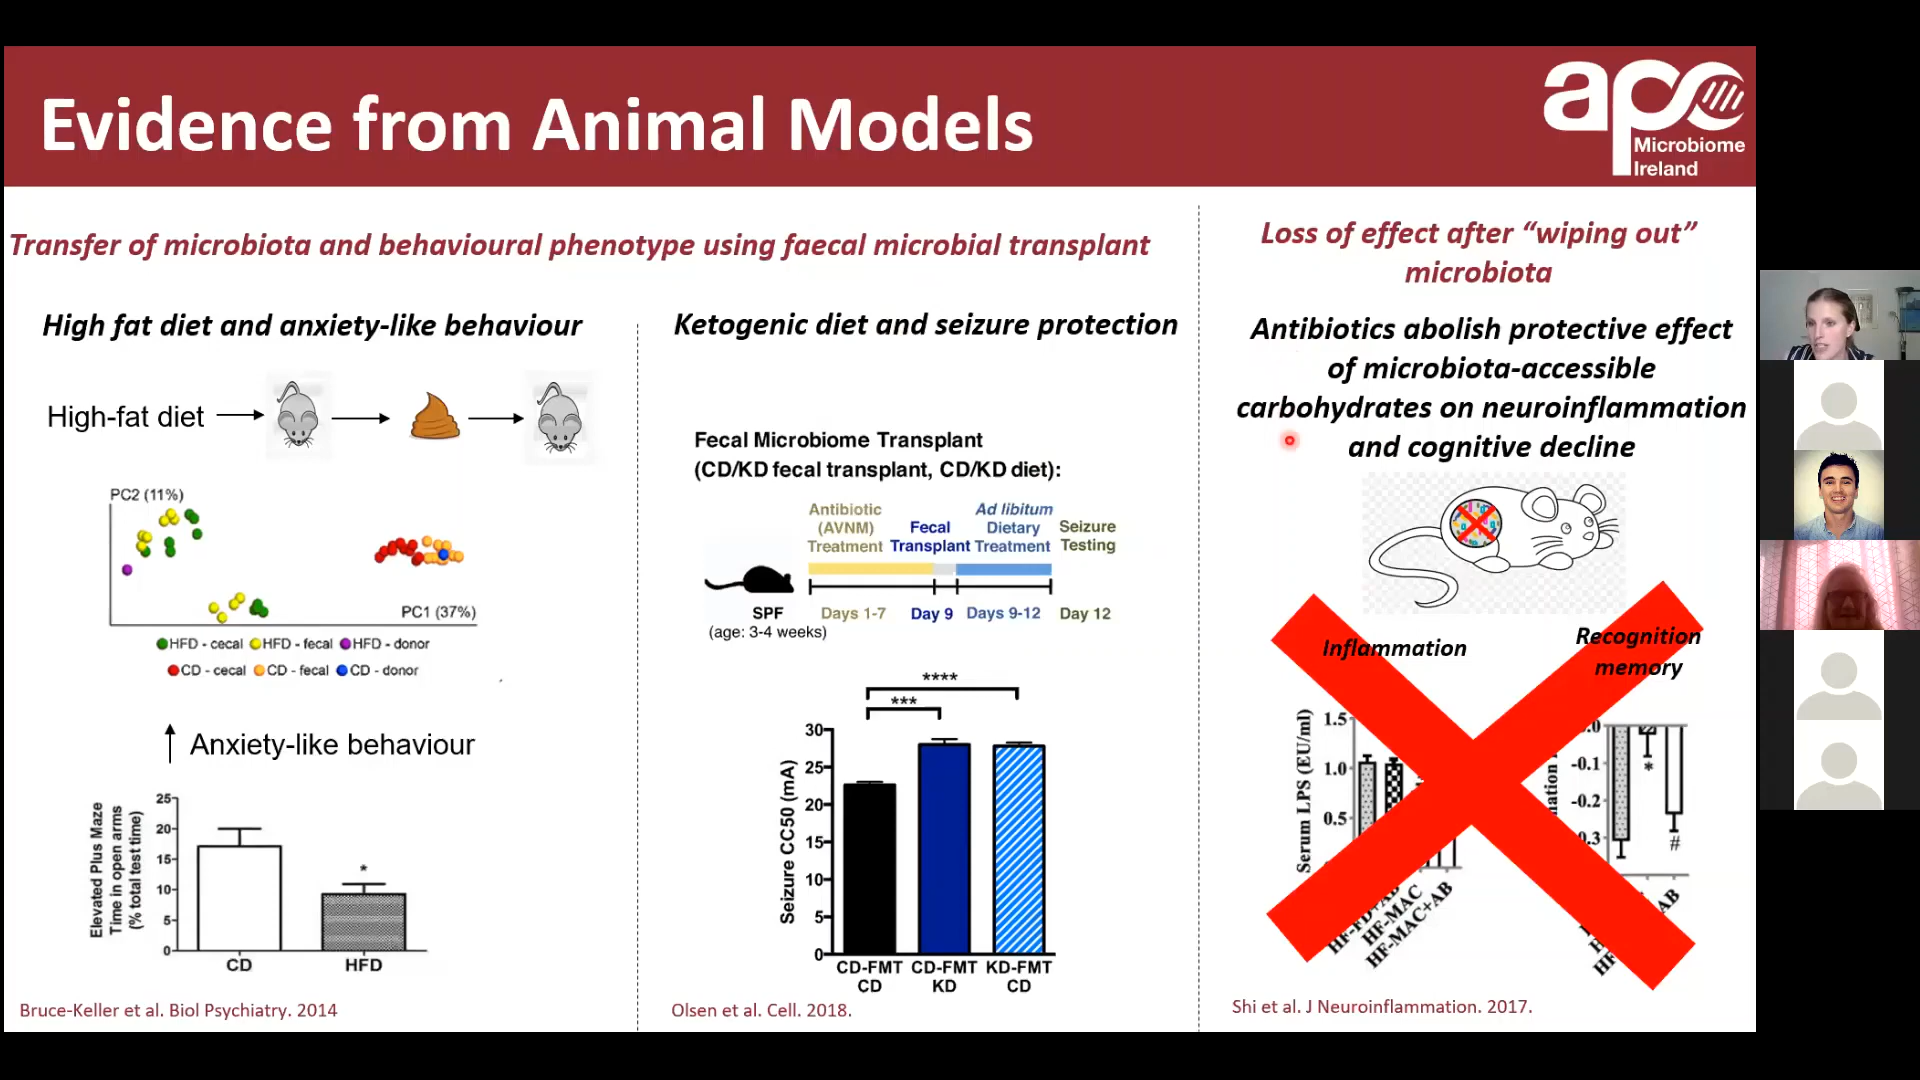 Evidence from Animal Models
apc
Microbiome
Ireland
Transfer of microbiota and behavioural phenotype using faecal microbial transplant
High fat diet and anxiety-like behaviour
High-fat diet
PC2 (11%)
PC1 (37%)
HFD - cecal HFD - fecal HFD - donor
CD - cecal CD - fecal CD - donor
Anxiety-like behaviour
Elevated Plus Maze
Time in open arms
(% total test time)
25
20
15
10
5
0
*
CD HFD
Bruce-Keller et al. Biol Psychiatry. 2014
Ketogenic diet and seizure protection
Fecal Microbiome Transplant
(CD/KD fecal transplant, CD/KD diet):
Antibiotic
(AVNM)
Treatment
Fecal
Transplant
Ad libitum
Dietary
Treatment
Seizure
Testing
SPF
(age: 3-4 weeks)
Days 1-7 Day 9 Days 9-12 Day 12
****
***
Seizure CC50 (mA)
30
25
20
15
10
5
0
CD-FMT CD-FMT KD-FMT
CD KD CD
Olsen et al. Cell. 2018.
Loss of effect after “wiping out”
microbiota
Antibiotics abolish protective effect
of microbiota-accessible
carbohydrates on neuroinflammation
and cognitive decline
Inflammation
Recognition
memory
Serum LPS (EU/ml)
1.5
1.0
0.5
HF-FD+AB
HF-MAC
HF-MAC+AB
-0.1
-0.2
*
#
Shi et al. J Neuroinflammation. 2017.